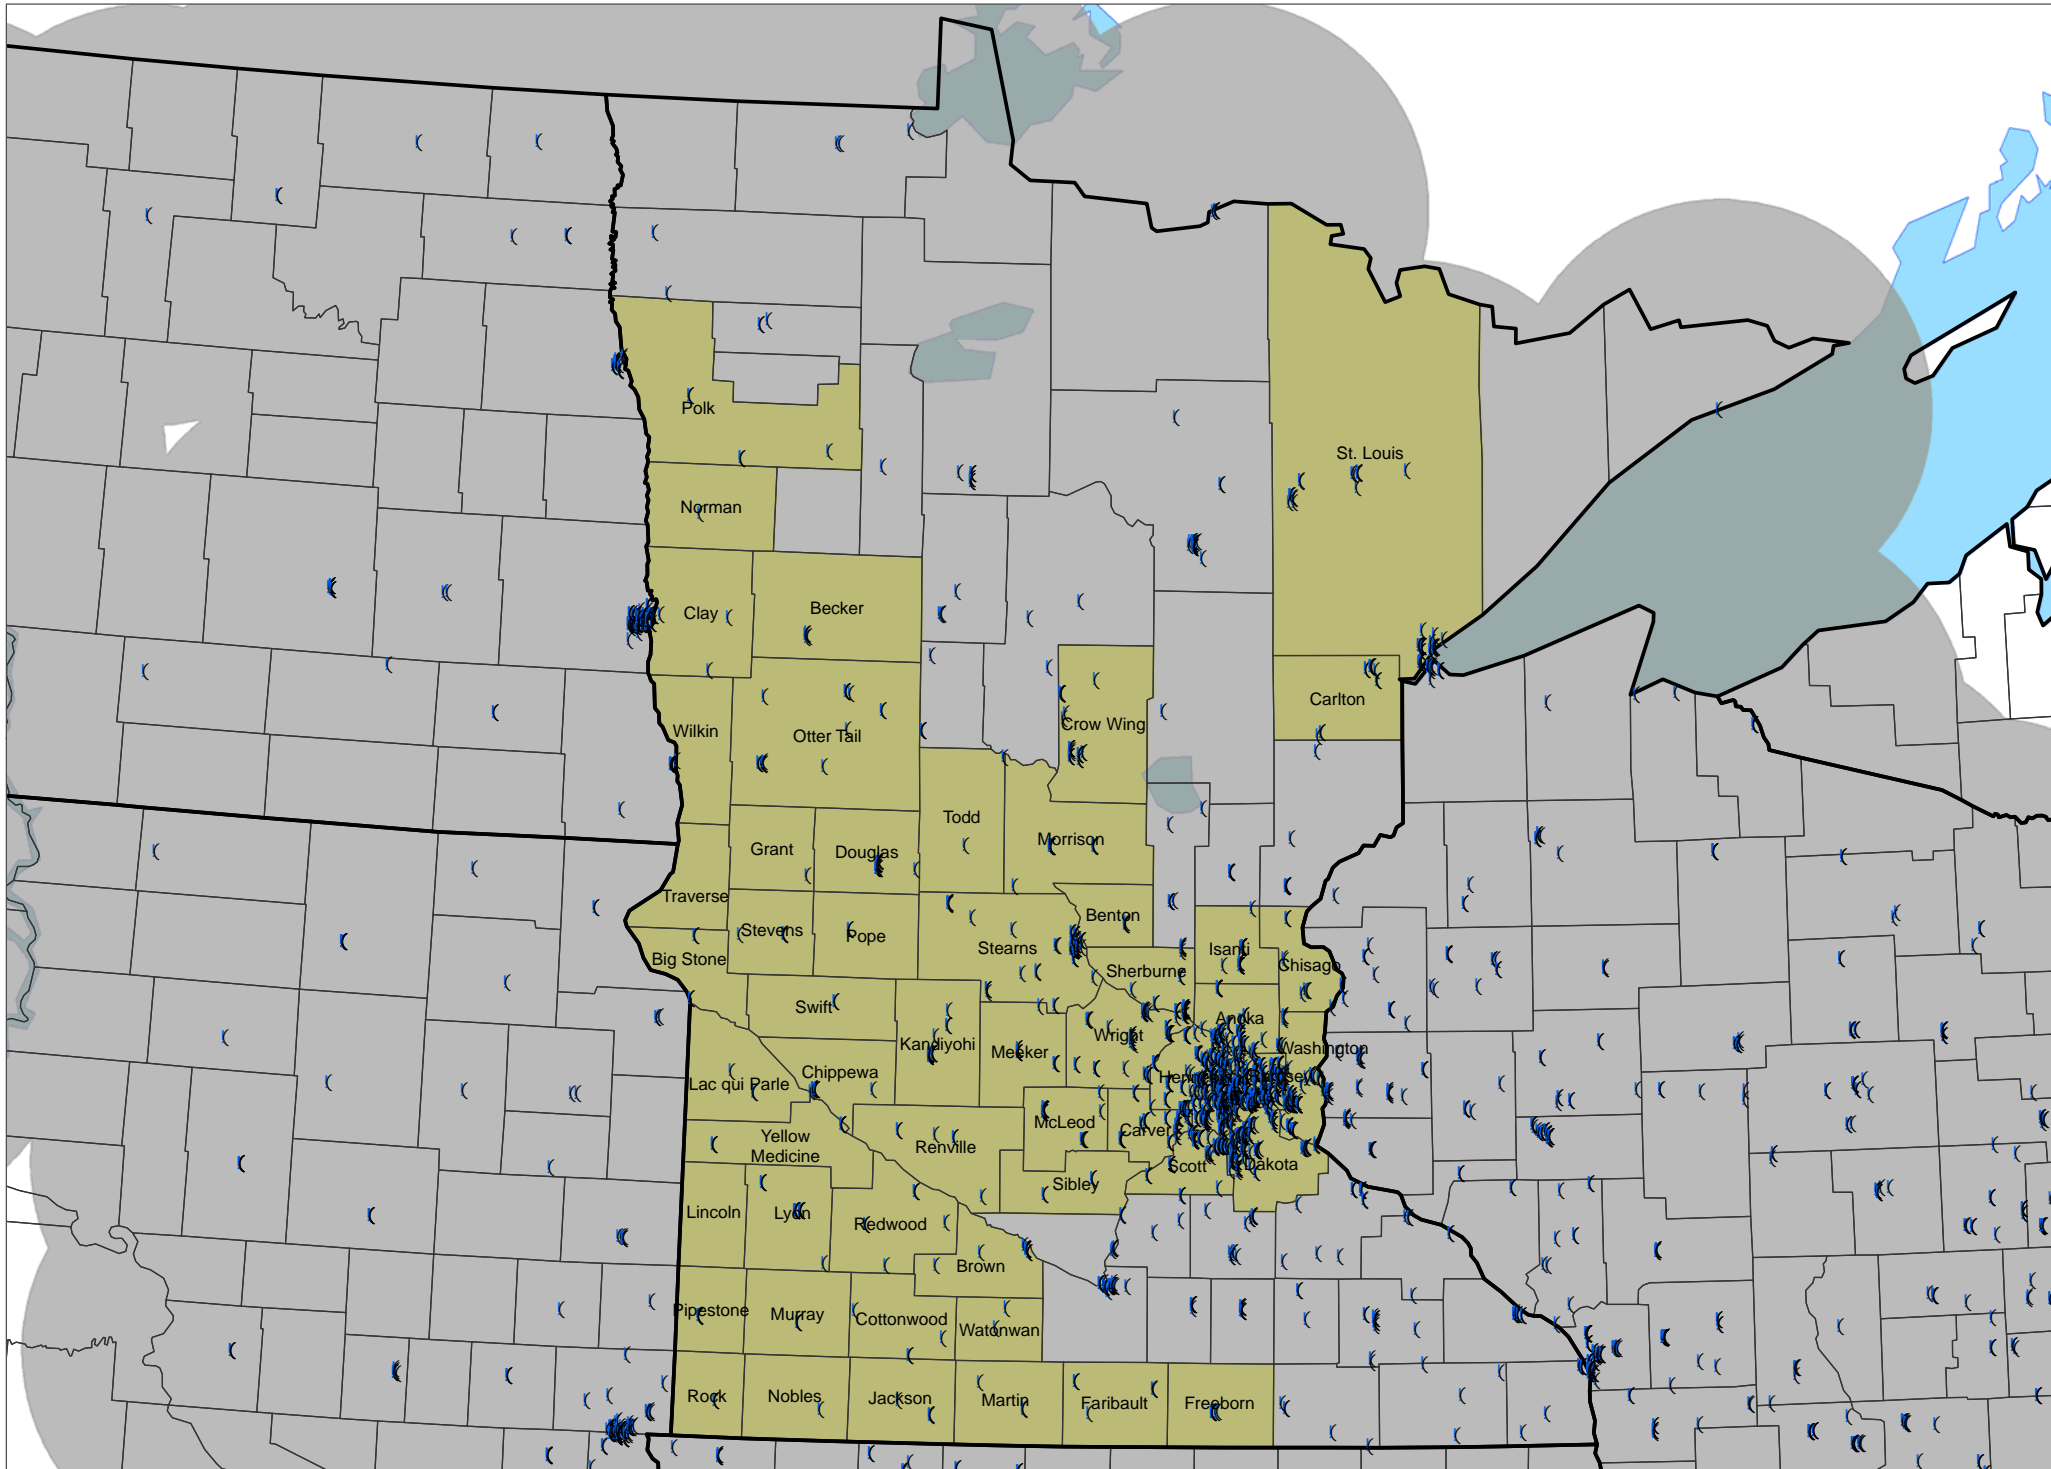 Polk
St. Louis
Norman
Clay
Becker
Carlton
Wilkin
Otter Tail
Crow Wing
Todd
Morrison
Grant
Douglas
Traverse
Benton
Stevens
Pope
Stearns
Isanti
Big Stone
Chisago
Sherburne
Swift
Anoka
Wright
Kandiyohi
Meeker
Washington
Chippewa
Lac qui Parle
Hennepin
Ramsey
McLeod
Carver
Yellow
Medicine
Renville
Scott
Dakota
Sibley
Lincoln
Lyon
Redwood
Brown
Pipestone
Murray
Cottonwood
Watonwan
Rock
Nobles
Jackson
Martin
Faribault
Freeborn